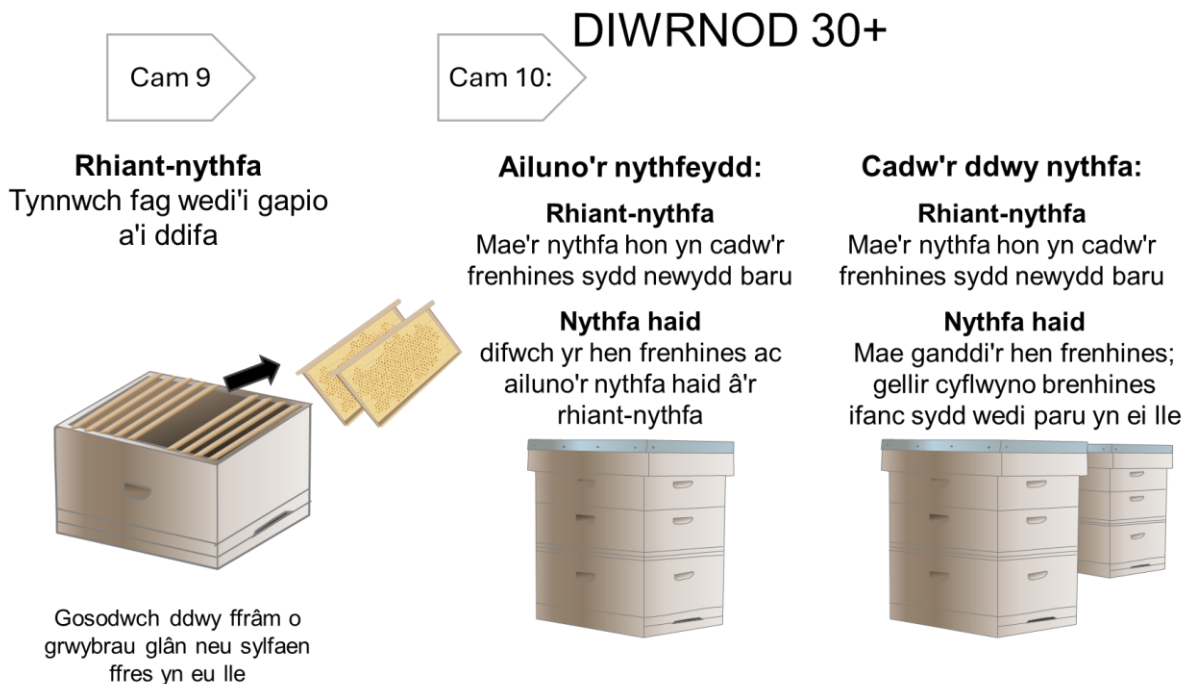 DIWRNOD 30+
Cam 9
Rhiant-nythfa
Tynnwch fag wedi'i gapio
a'i ddifa
Gosodwch ddwy ffrâm o
grwybrau glân neu sylfaen
ffres yn eu lle
Cam 10:
Ailuno'r nythfeydd:
Rhiant-nythfa
Mae'r nythfa hon yn cadw'r
frenhines sydd newydd baru
Nythfa haid
difwch yr hen frenhines ac
ailuno'r nythfa haid â'r
rhiant-nythfa
Cadw'r ddwy nythfa:
Rhiant-nythfa
Mae'r nythfa hon yn cadw'r
frenhines sydd newydd baru
Nythfa haid
Mae ganddi'r hen frenhines;
gellir cyflwyno brenhines
ifanc sydd wedi paru yn ei lle